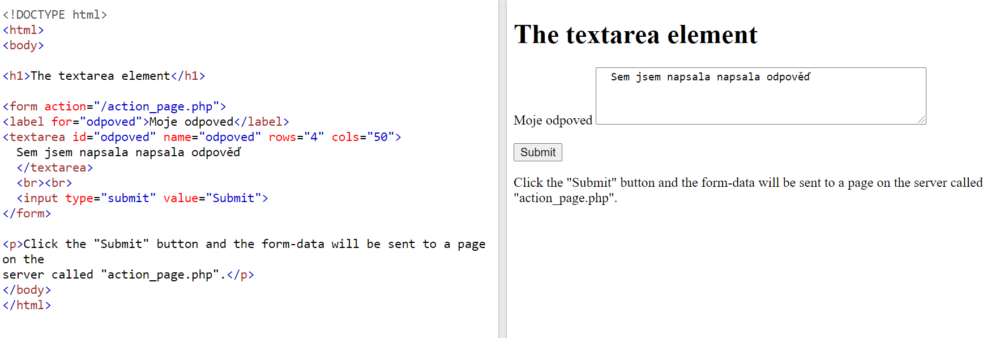 <!DOCTYPE html>
<html>
<body>
<h1>The textarea element</h1>
<form action="/action_page.php">
<label for="odpoved">Moje odpoved</label>
<textarea id="odpoved" name="odpoved" rows="4" cols="50">
Sem jsem napsala napsala odpověď
</textarea>
<br><br>
<input type="submit" value="Submit">
</form>
<p>Click the "Submit" button and the form-data will be sent to a page
on the
server called "action_page.php".</p>
</body>
</html>
The textarea element
Sem jsem napsala napsala odpověď
Moje odpoved
Submit
Click the "Submit" button and the form-data will be sent to a page on the server called
"action_page.php".